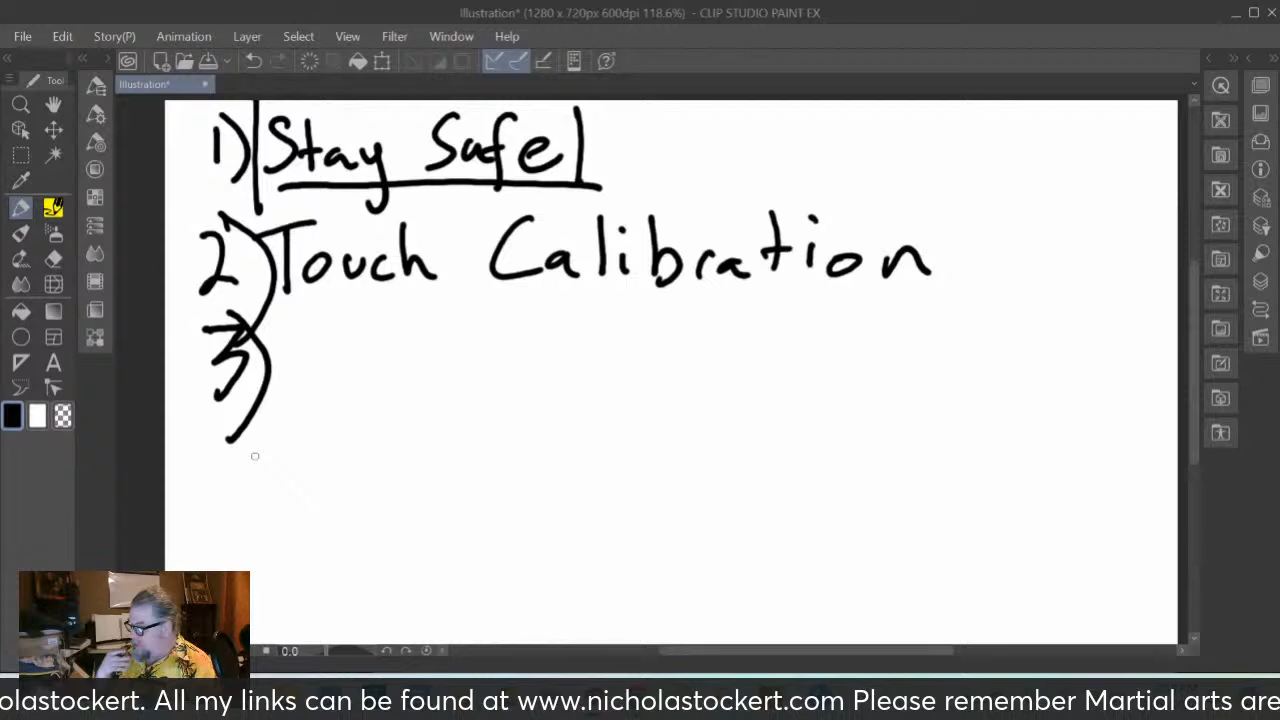 Illustration* (1280 x 720px 600dpi 118.6%) - CLIP STUDIO PAINT EX
File Edit Story(P) Animation Layer Select View Filter Window Help
Tool
Illustration*
1) Stay Safe
2) Touch Calibration
3)
0.0
olastockert. All my links can be found at www.nicholastockert.com Please remember Martial arts are